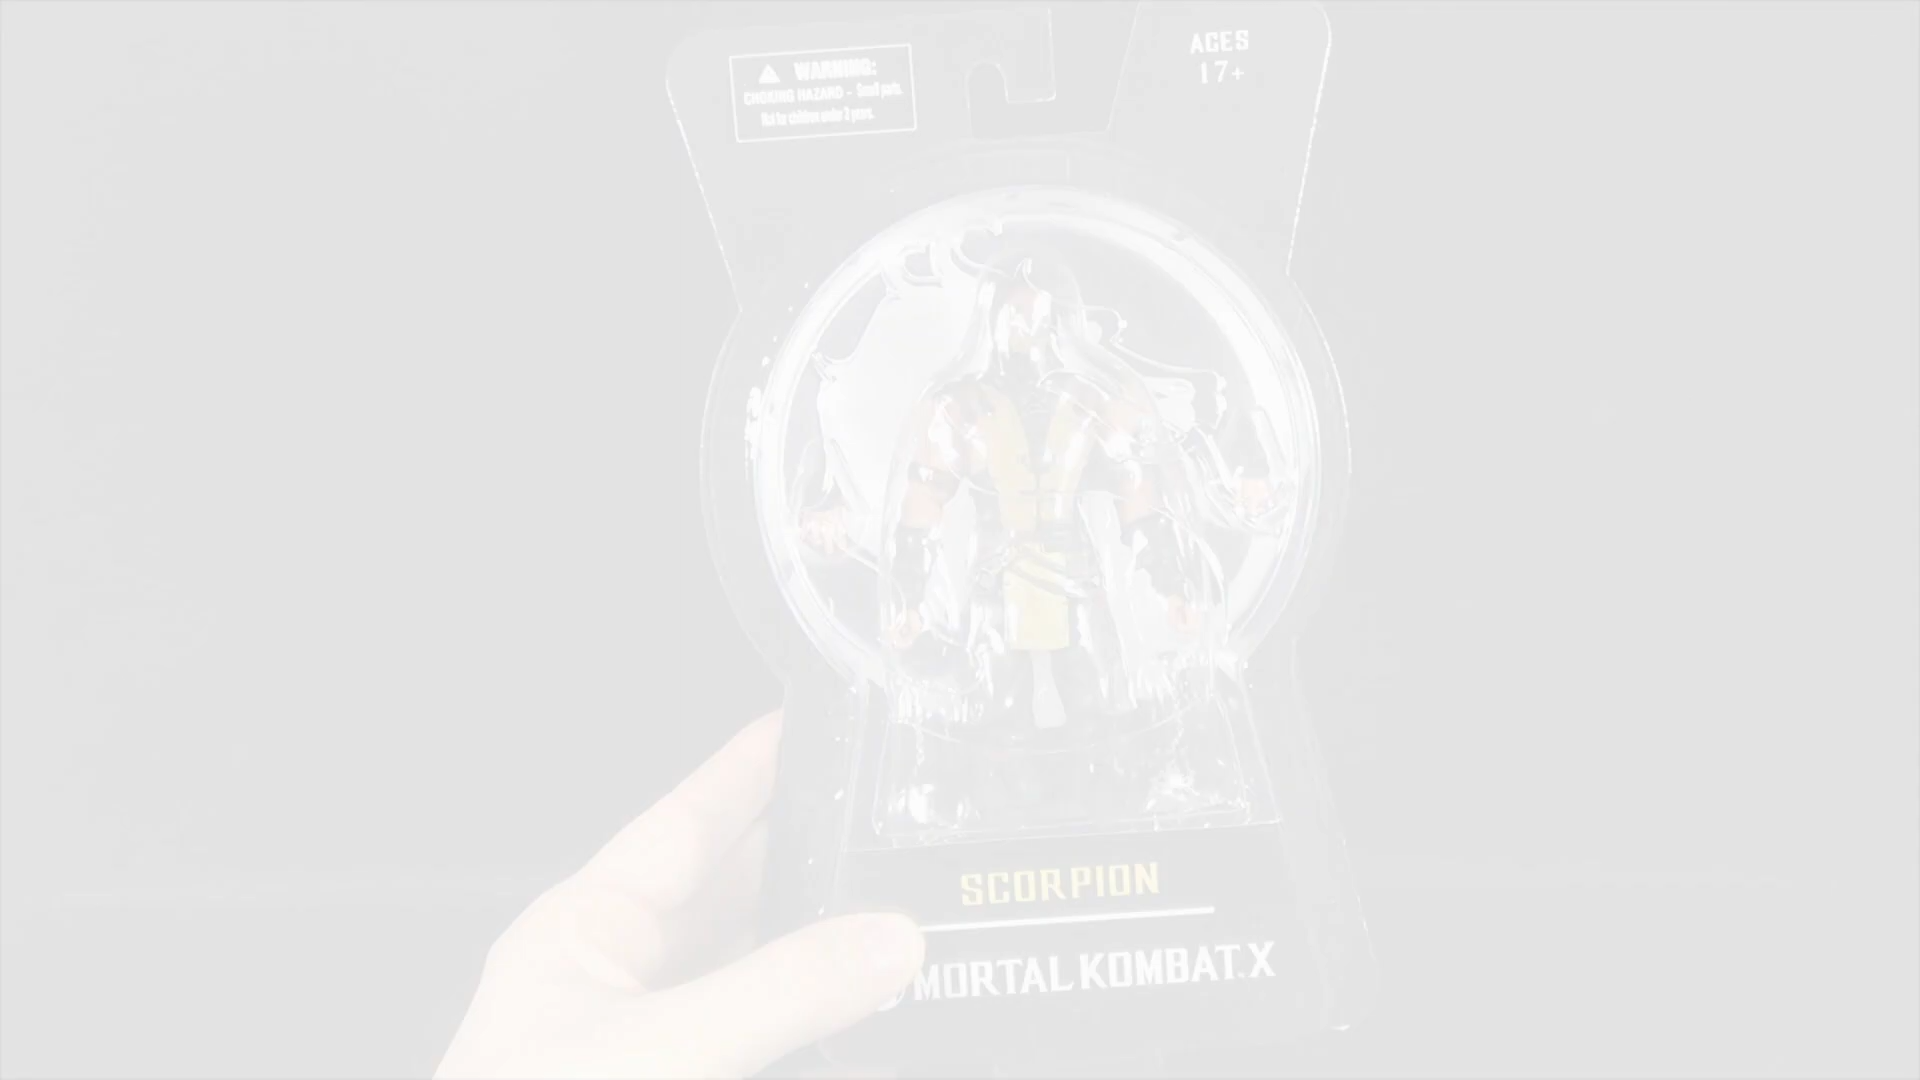 WARNING:
CHOKING HAZARD - Small parts.
Not for children under 3 years.
AGES
17+
SCORPION
MORTAL KOMBAT X